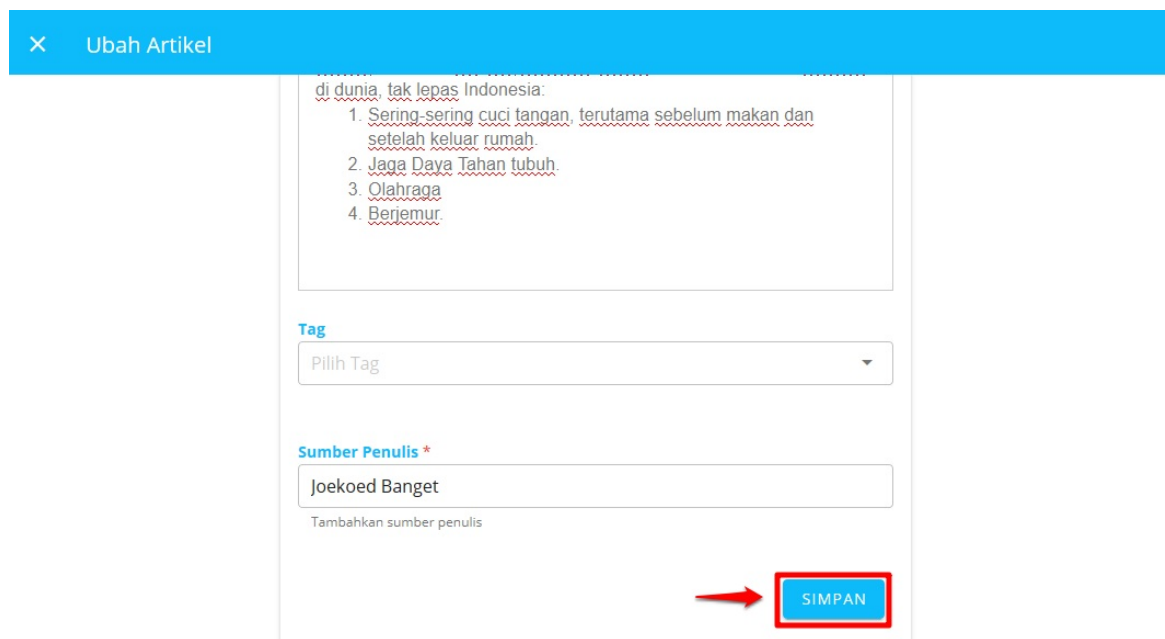 Ubah Artikel
di dunia, tak lepas Indonesia:
1. Sering-sering cuci tangan, terutama sebelum makan dan
setelah keluar rumah.
2. Jaga Daya Tahan tubuh.
3. Olahraga
4. Berjemur.
Tag
Pilih Tag
Sumber Penulis *
Joekoed Banget
Tambahkan sumber penulis
SIMPAN